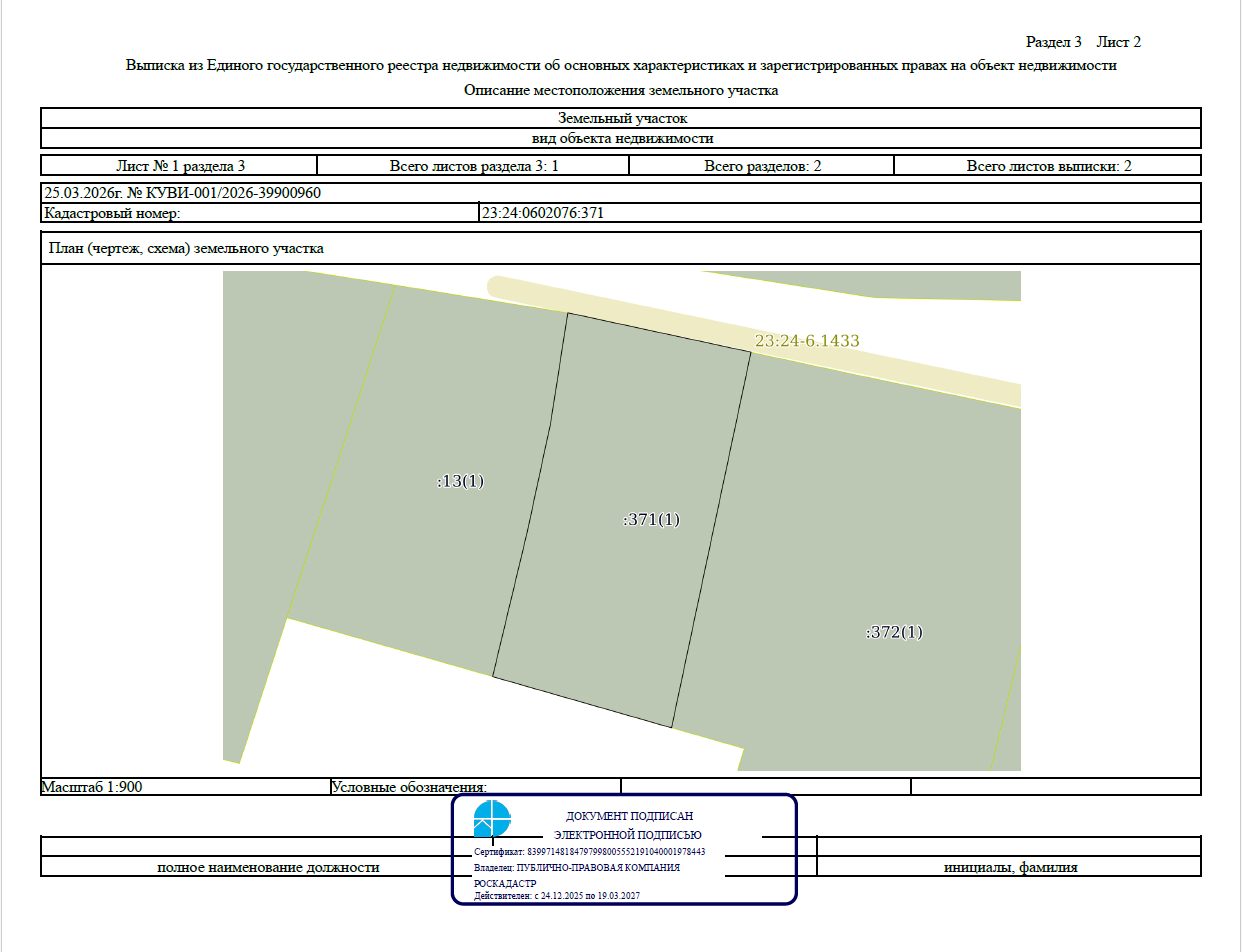 Раздел 3 Лист 2
Выписка из Единого государственного реестра недвижимости об основных характеристиках и зарегистрированных правах на объект недвижимости
Описание местоположения земельного участка
Земельный участок
вид объекта недвижимости
Лист № 1 раздела 3 Всего листов раздела 3: 1 Всего разделов: 2 Всего листов выписки: 2
25.03.2026г. № КУВИ-001/2026-39900960
Кадастровый номер: 23:24:0602076:371
План (чертеж, схема) земельного участка
23:24-6.1433
:13(1)
:371(1)
:372(1)
Масштаб 1:900 Условные обозначения:
ДОКУМЕНТ ПОДПИСАН
ЭЛЕКТРОННОЙ ПОДПИСЬЮ
Сертификат: 83997148184797998005552191040001978443
Владелец: ПУБЛИЧНО-ПРАВОВАЯ КОМПАНИЯ
РОСКАДАСТР
Действителен: с 24.12.2025 по 19.03.2027
полное наименование должности инициалы, фамилия